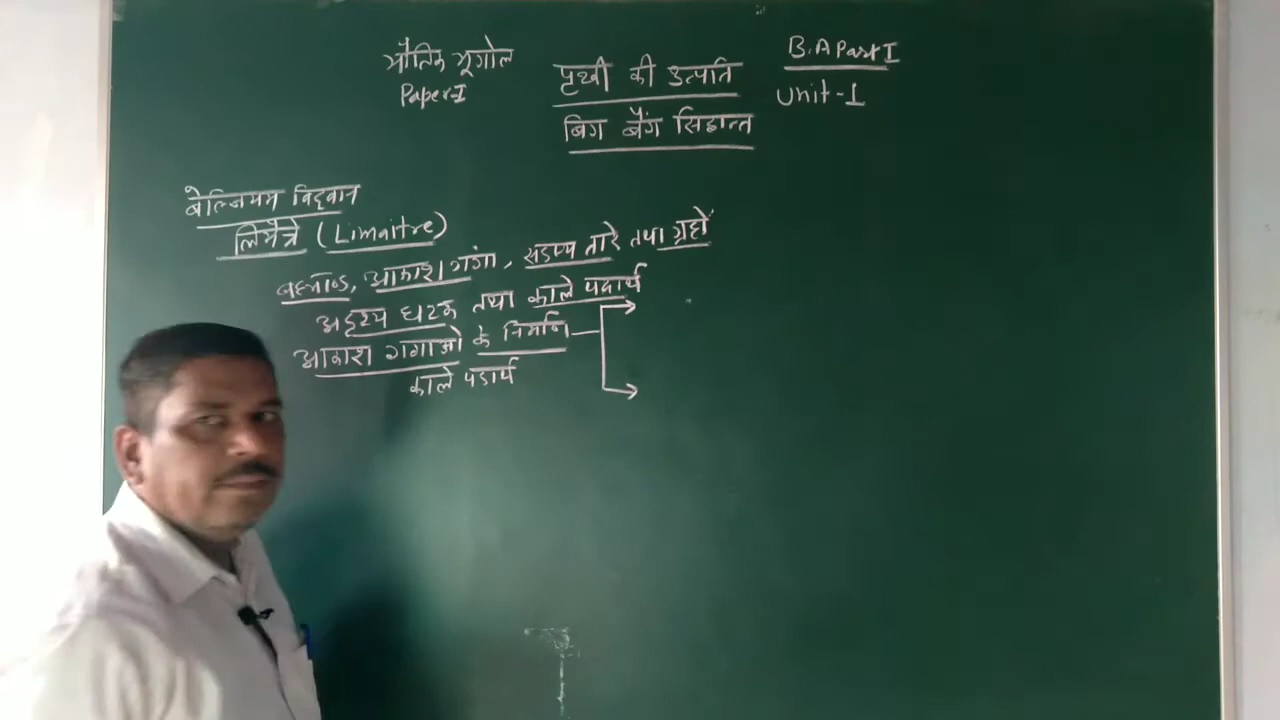 भौतिक भूगोल
Paper-I
पृथ्वी की उत्पति
बिग बैंग सिद्धान्त
B.A Part I
Unit-I
बेल्जियम विद्वान
लिमैत्रे (Limaitre)
ब्रह्माण्ड, आकाश गंगा, सदृष्य तारे तथा ग्रहों
अदृश्य घटक तथा काले पदार्थ
आकाश गंगाओ के निर्माण
काले पदार्थ